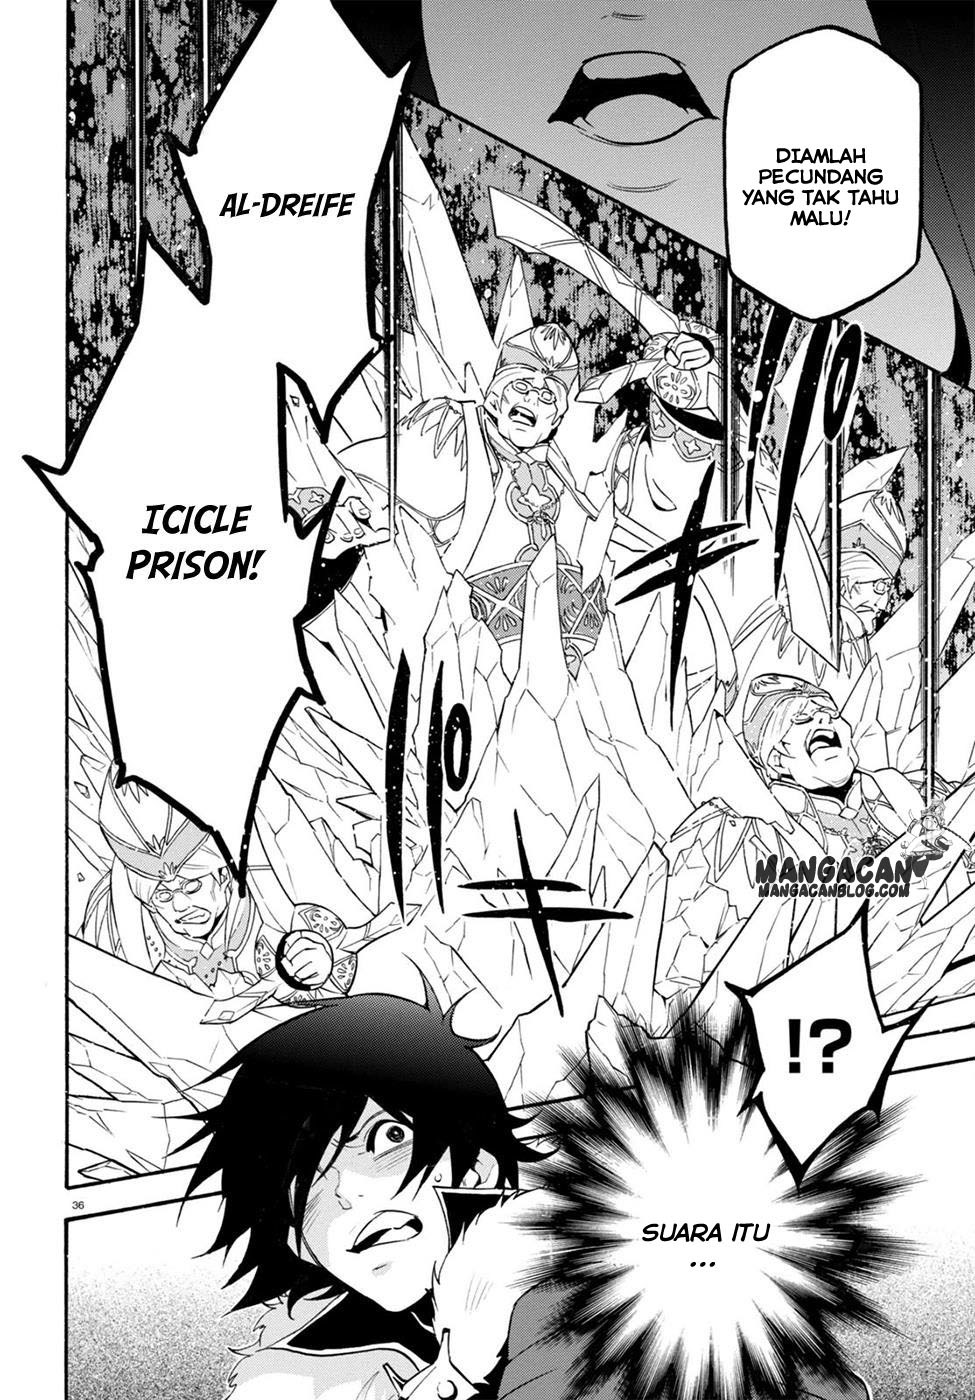 DIAMLAH
PECUNDANG
YANG TAK TAHU
MALU!
AL-DREIFE
ICICLE
PRISON!
MANGACAN
MANGACANBLOG.COM
!?
SUARA ITU
...
36